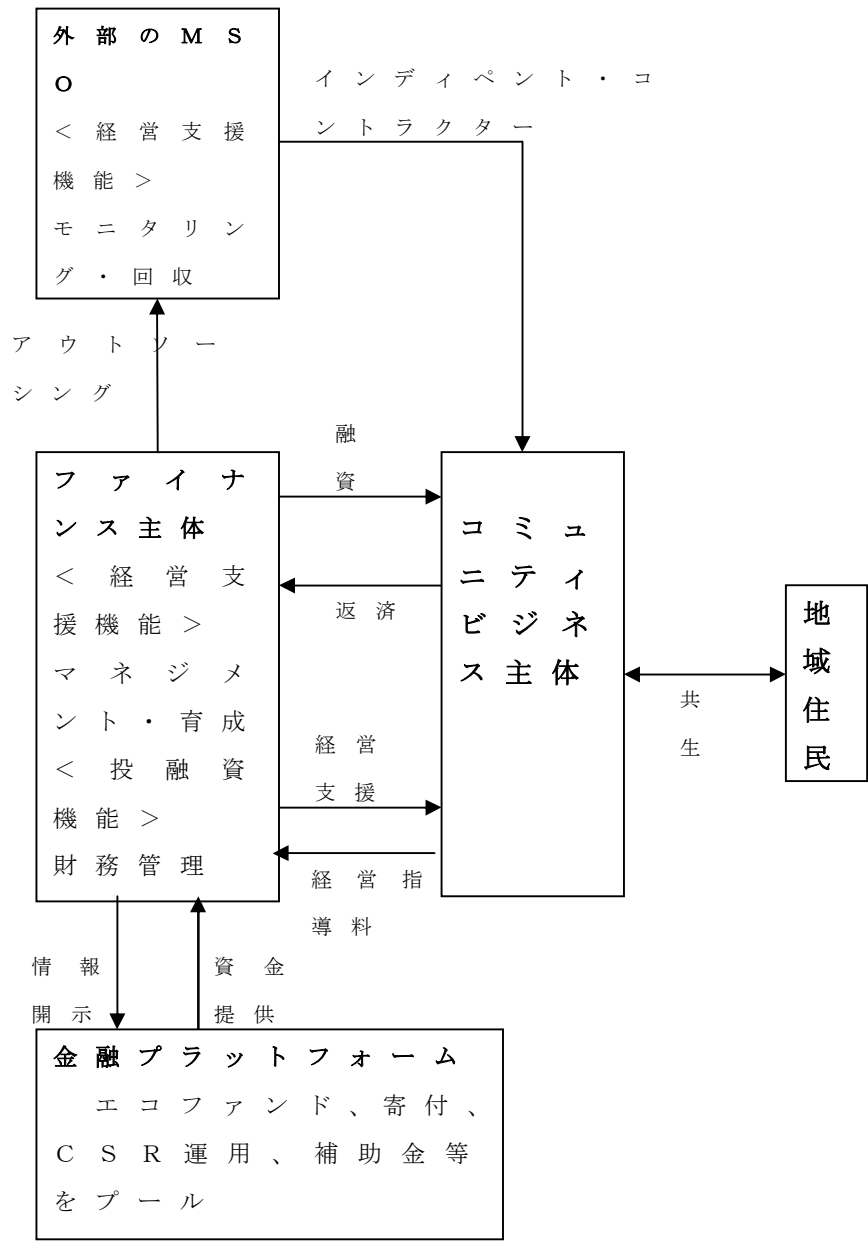 外部のＭＳ
Ｏ
＜経営支援
機能＞
モニタリン
グ・回収
インディペント・コ
ントラクター
アウトソー
シング
融
資
ファイナ
ンス主体
＜経営支
援機能＞
マネジメ
ント・育成
＜投融資
機能＞
財務管理
返済
経営
支援
経営指
導料
コミュ
ニティ
ビジネ
ス主体
共
生
地
域
住
民
情報
開示
資金
提供
金融プラットフォーム
エコファンド、寄付、
ＣＳＲ運用、補助金等
をプール